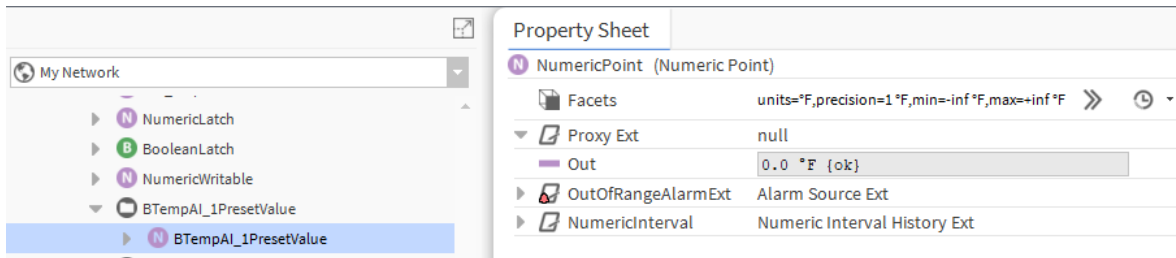 My Network
NumericLatch
BooleanLatch
NumericWritable
BTempAI_1PresetValue
BTempAI_1PresetValue
Property Sheet
NumericPoint (Numeric Point)
Facets units=°F,precision=1 °F,min=-inf °F,max=+inf °F
Proxy Ext null
Out 0.0 °F {ok}
OutOfRangeAlarmExt Alarm Source Ext
NumericInterval Numeric Interval History Ext